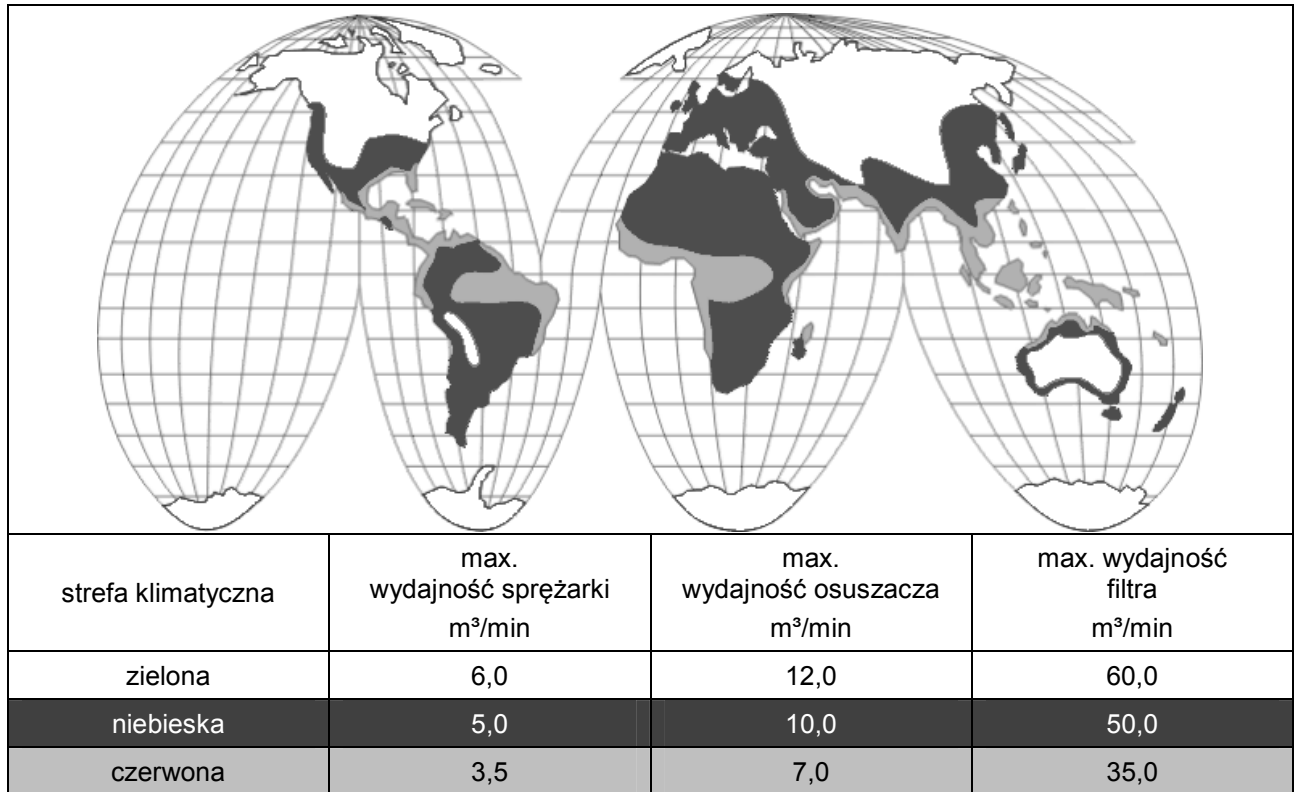 strefa klimatyczna
max.
wydajność sprężarki
m³/min
max.
wydajność osuszacza
m³/min
max. wydajność
filtra
m³/min
zielona 6,0 12,0 60,0
niebieska 5,0 10,0 50,0
czerwona 3,5 7,0 35,0